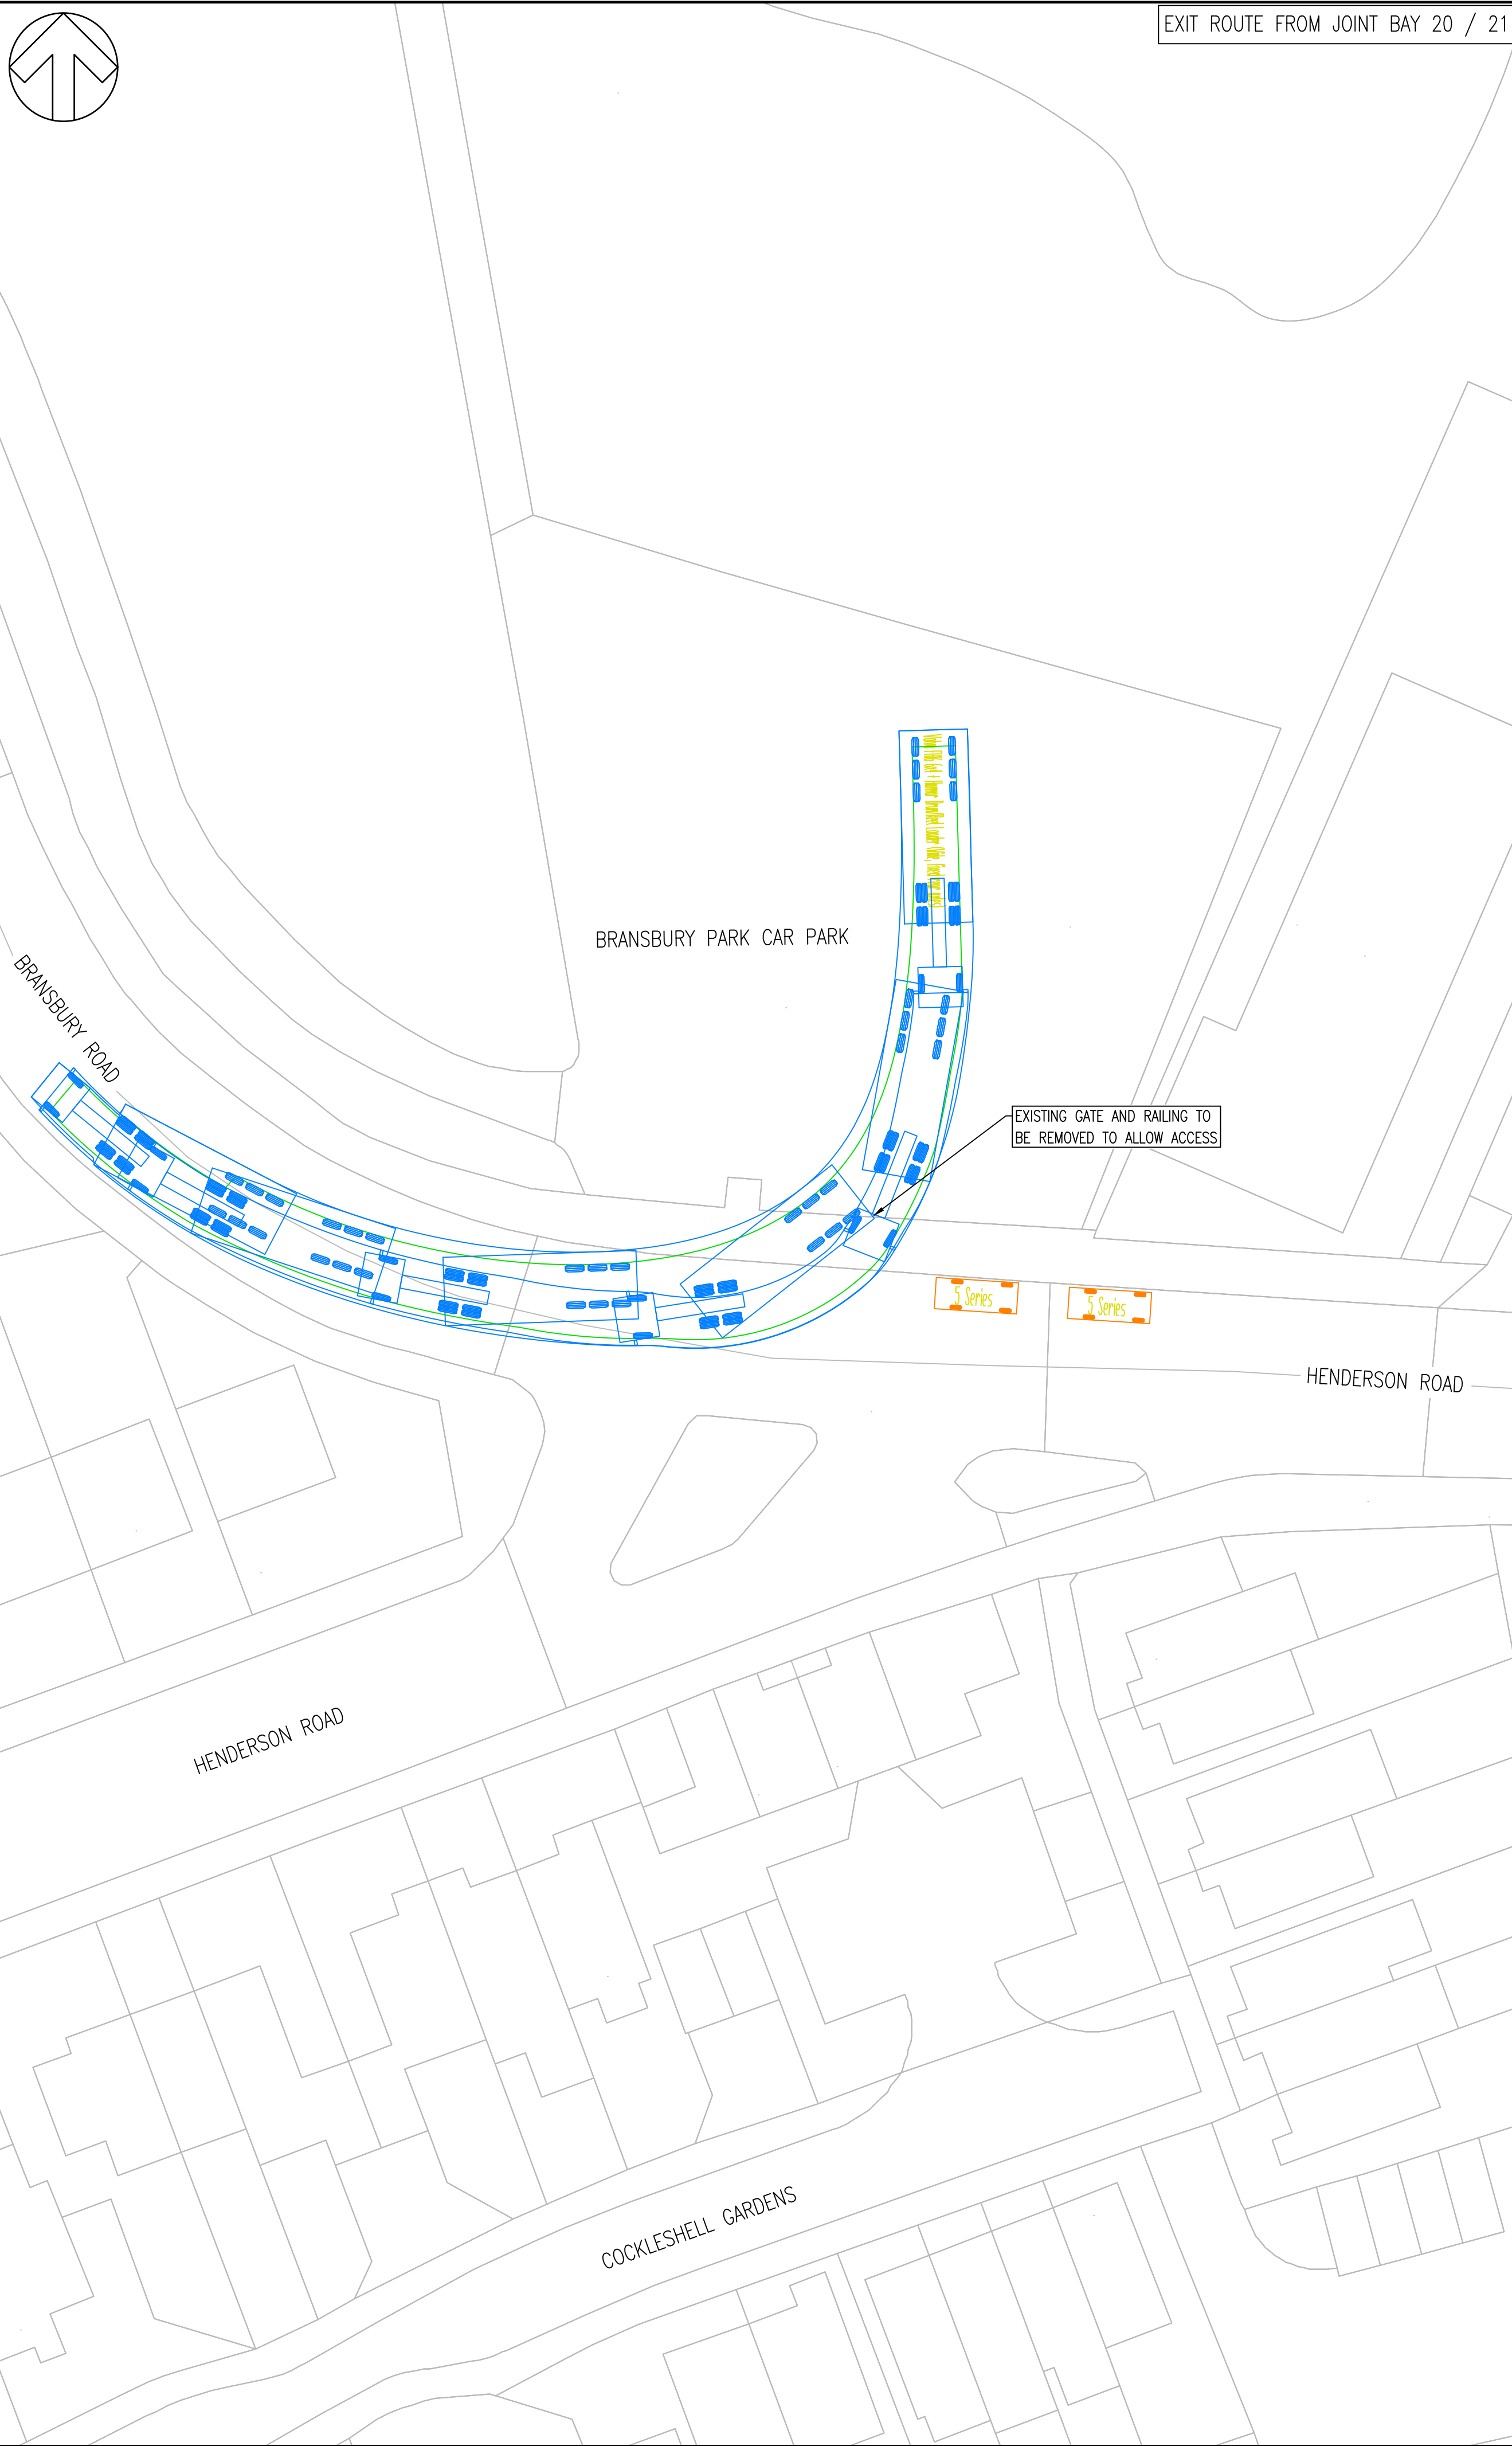 EXIT ROUTE FROM JOINT BAY 20 / 21
BRANSBURY PARK CAR PARK
BRANSBURY ROAD
EXISTING GATE AND RAILING TO
BE REMOVED TO ALLOW ACCESS
5 Series
5 Series
HENDERSON ROAD
HENDERSON ROAD
COCKLESHELL GARDENS